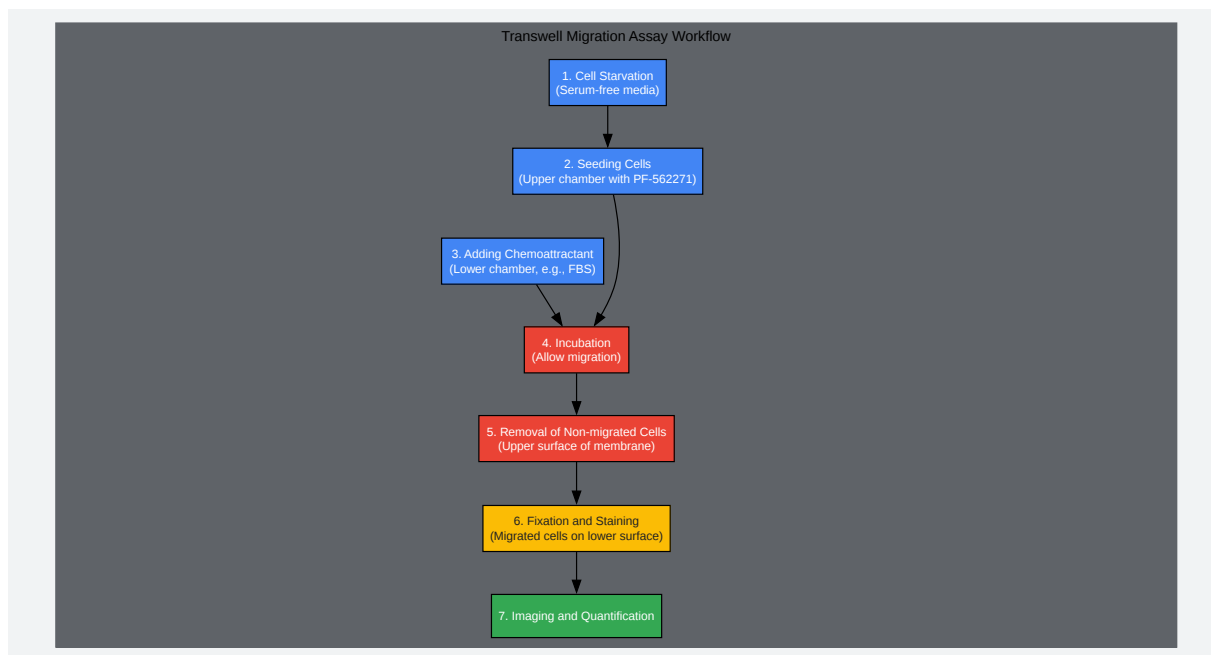 Transwell Migration Assay Workflow
1. Cell Starvation
(Serum-free media)
2. Seeding Cells
(Upper chamber with PF-562271)
3. Adding Chemoattractant
(Lower chamber, e.g., FBS)
4. Incubation
(Allow migration)
5. Removal of Non-migrated Cells
(Upper surface of membrane)
6. Fixation and Staining
(Migrated cells on lower surface)
7. Imaging and Quantification